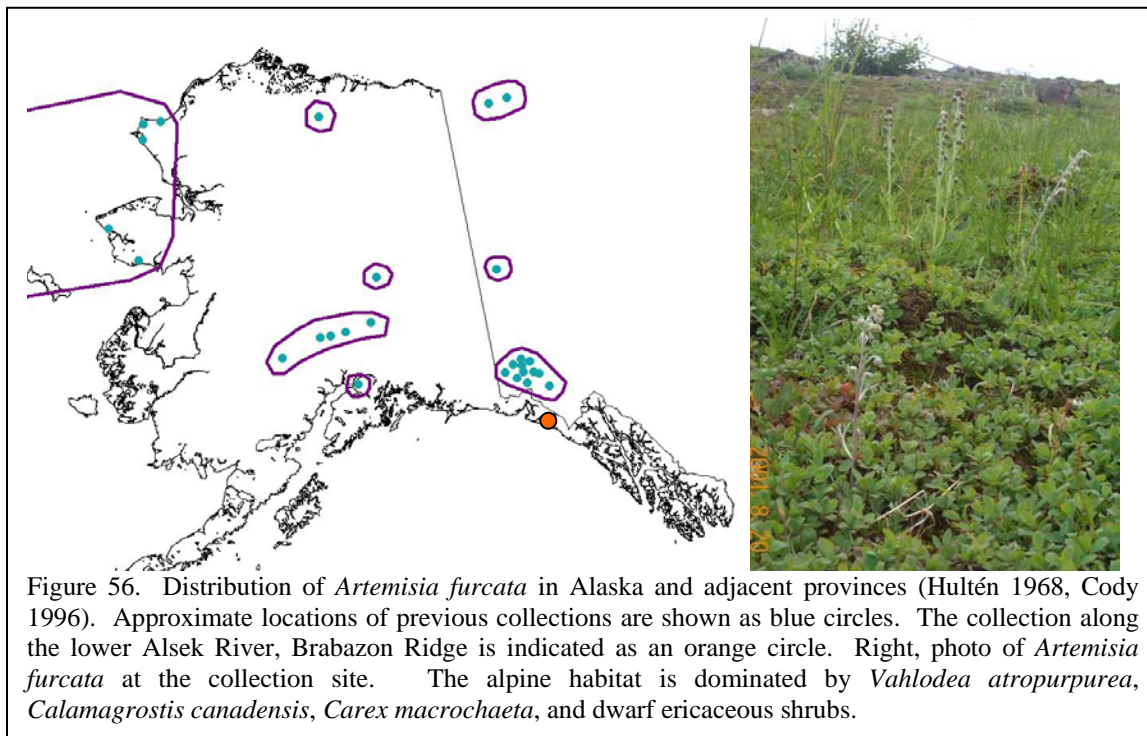 2001 8 29
Figure 56. Distribution of Artemisia furcata in Alaska and adjacent provinces (Hultén 1968, Cody
1996). Approximate locations of previous collections are shown as blue circles. The collection along
the lower Alsek River, Brabazon Ridge is indicated as an orange circle. Right, photo of Artemisia
furcata at the collection site. The alpine habitat is dominated by Vahlodea atropurpurea,
Calamagrostis canadensis, Carex macrochaeta, and dwarf ericaceous shrubs.